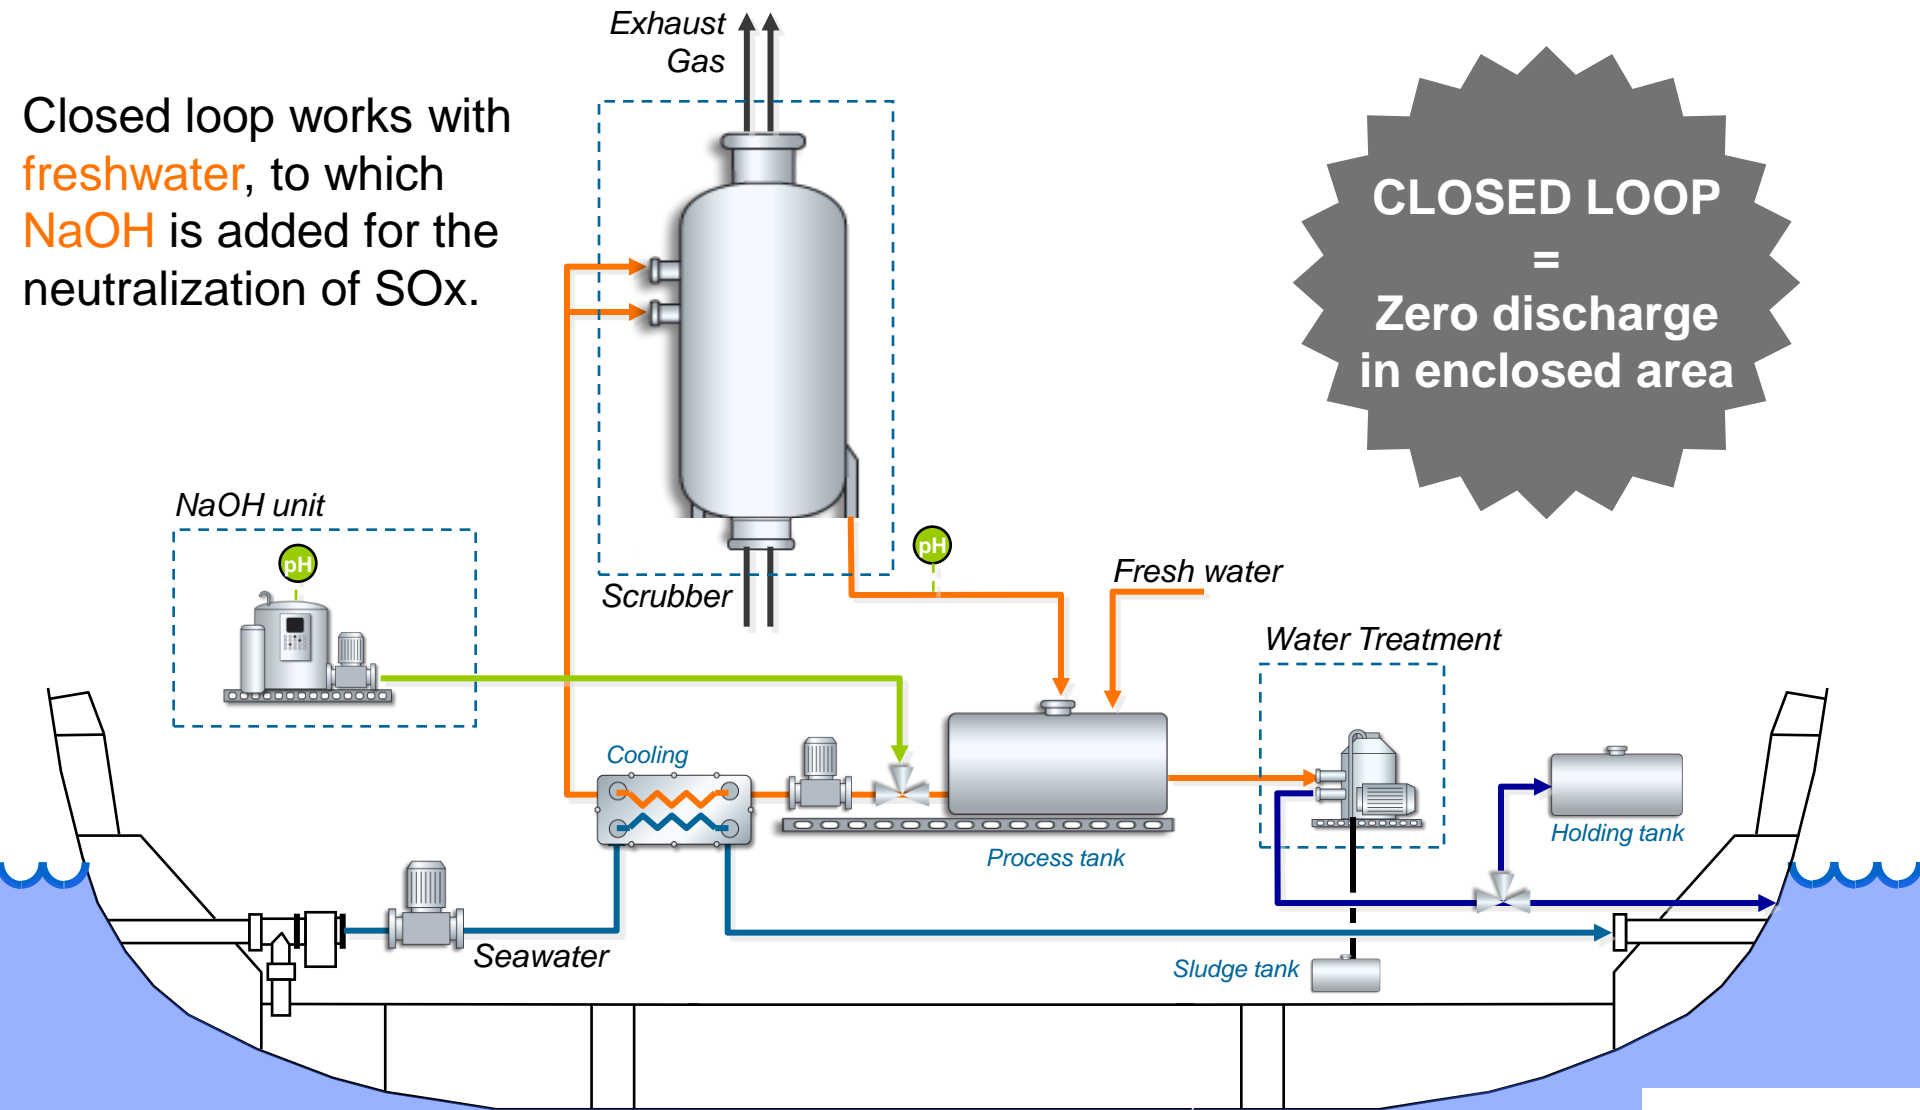 Exhaust
Gas
Closed loop works with
freshwater, to which
NaOH is added for the
neutralization of SOx.
CLOSED LOOP
=
Zero discharge
in enclosed area
NaOH unit
pH
pH
Scrubber
Fresh water
Water Treatment
Cooling
Process tank
Holding tank
Seawater
Sludge tank